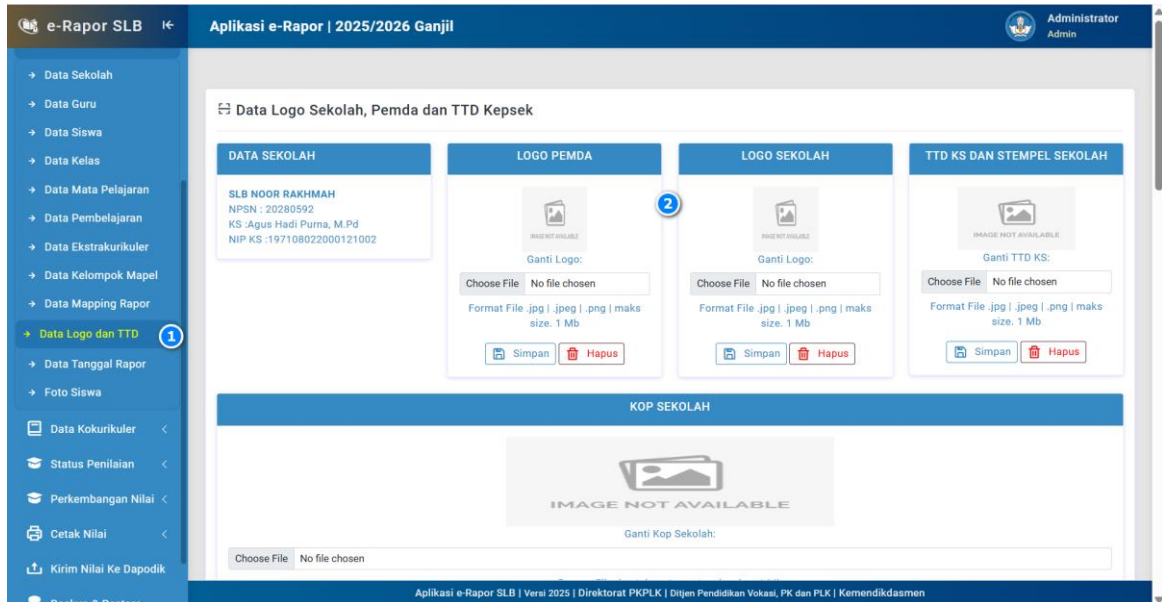 e-Rapor SLB
Aplikasi e-Rapor | 2025/2026 Ganjil
Administrator
Admin
Data Sekolah
Data Guru
Data Siswa
Data Kelas
Data Mata Pelajaran
Data Pembelajaran
Data Ekstrakurikuler
Data Kelompok Mapel
Data Mapping Rapor
Data Logo dan TTD
1
Data Tanggal Rapor
Foto Siswa
Data Kokurikuler
Status Penilaian
Perkembangan Nilai
Cetak Nilai
Kirim Nilai Ke Dapodik
Data Logo Sekolah, Pemda dan TTD Kepsek
DATA SEKOLAH
SLB NOOR RAKHMAH
NPSN : 20280592
KS :Agus Hadi Purna, M.Pd
NIP KS :197108022000121002
LOGO PEMDA
IMAGE NOT AVAILABLE
Ganti Logo:
Choose File No file chosen
Format File .jpg | .jpeg | .png | maks
size. 1 Mb
Simpan Hapus
2
LOGO SEKOLAH
IMAGE NOT AVAILABLE
Ganti Logo:
Choose File No file chosen
Format File .jpg | .jpeg | .png | maks
size. 1 Mb
Simpan Hapus
TTD KS DAN STEMPEL SEKOLAH
IMAGE NOT AVAILABLE
Ganti TTD KS:
Choose File No file chosen
Format File .jpg | .jpeg | .png | maks
size. 1 Mb
Simpan Hapus
KOP SEKOLAH
IMAGE NOT AVAILABLE
Ganti Kop Sekolah:
Choose File No file chosen
Aplikasi e-Rapor SLB | Versi 2025 | Direktorat PKPLK | Ditjen Pendidikan Vokasi, PK dan PLK | Kemendikdasmen